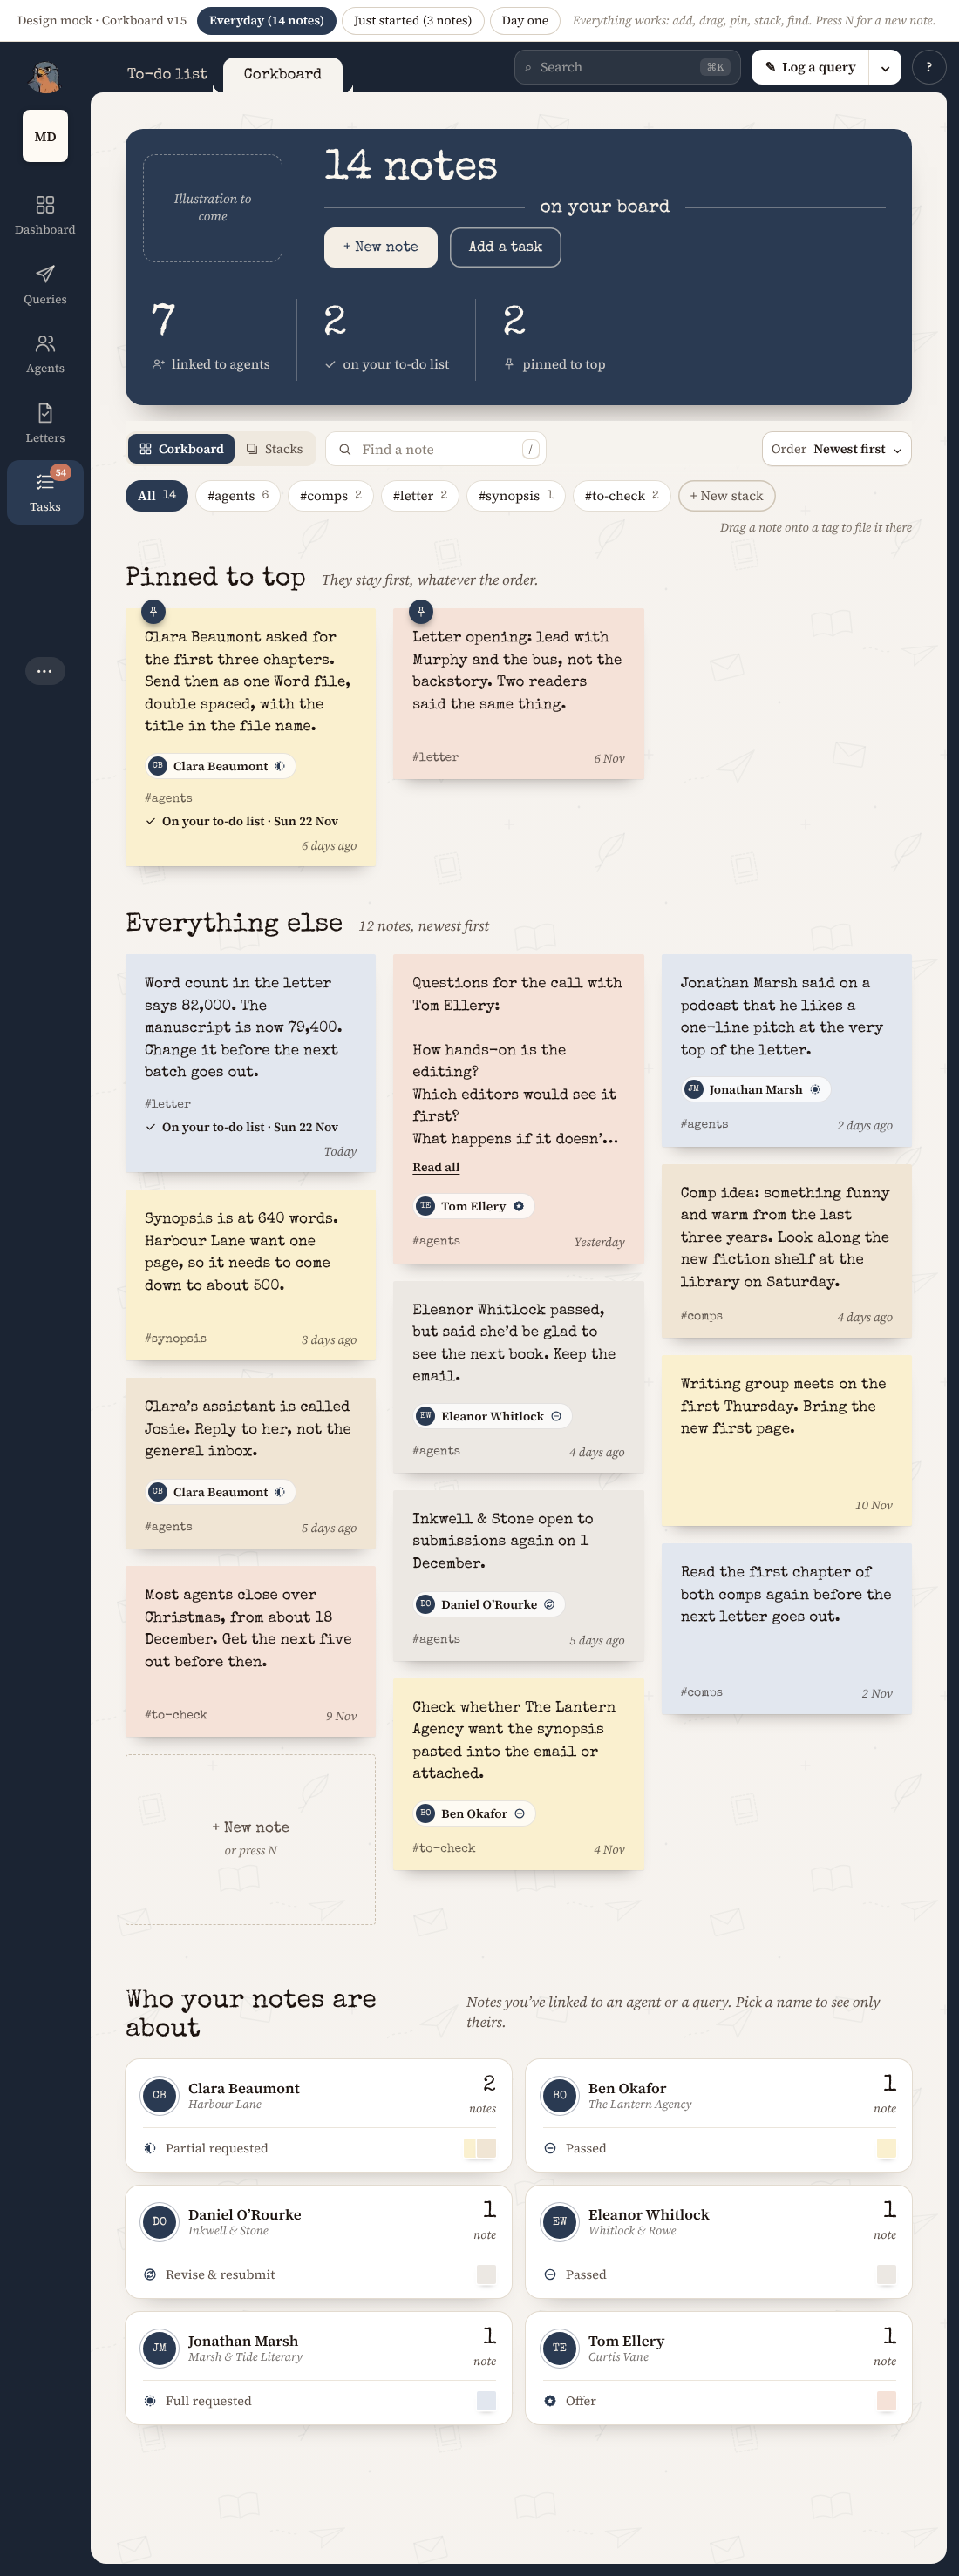 Design mock · Corkboard v15
Everyday (14 notes)
Just started (3 notes)
Day one
Everything works: add, drag, pin, stack, find. Press N for a new note.
To-do list
Corkboard
Search
⌘K
✎ Log a query
?
MD
Dashboard
Queries
Agents
Letters
54
Tasks
Illustration to
come
14 notes
on your board
+ New note
Add a task
7
linked to agents
2
on your to-do list
2
pinned to top
Corkboard
Stacks
Find a note
/
Order Newest first
All 14
#agents 6
#comps 2
#letter 2
#synopsis 1
#to-check 2
+ New stack
Drag a note onto a tag to file it there
Pinned to top
They stay first, whatever the order.
Clara Beaumont asked for
the first three chapters.
Send them as one Word file,
double spaced, with the
title in the file name.
CB Clara Beaumont
#agents
✓ On your to-do list · Sun 22 Nov
6 days ago
Letter opening: lead with
Murphy and the bus, not the
backstory. Two readers
said the same thing.
#letter
6 Nov
Everything else
12 notes, newest first
Word count in the letter
says 82,000. The
manuscript is now 79,400.
Change it before the next
batch goes out.
#letter
✓ On your to-do list · Sun 22 Nov
Today
Synopsis is at 640 words.
Harbour Lane want one
page, so it needs to come
down to about 500.
#synopsis
3 days ago
Clara’s assistant is called
Josie. Reply to her, not the
general inbox.
CB Clara Beaumont
#agents
5 days ago
Most agents close over
Christmas, from about 18
December. Get the next five
out before then.
#to-check
9 Nov
+ New note
or press N
Questions for the call with
Tom Ellery:
How hands-on is the
editing?
Which editors would see it
first?
What happens if it doesn’…
Read all
TE Tom Ellery
#agents
Yesterday
Eleanor Whitlock passed,
but said she’d be glad to
see the next book. Keep the
email.
EW Eleanor Whitlock
#agents
4 days ago
Inkwell & Stone open to
submissions again on 1
December.
DO Daniel O’Rourke
#agents
5 days ago
Check whether The Lantern
Agency want the synopsis
pasted into the email or
attached.
BO Ben Okafor
#to-check
4 Nov
Jonathan Marsh said on a
podcast that he likes a
one-line pitch at the very
top of the letter.
JM Jonathan Marsh
#agents
2 days ago
Comp idea: something funny
and warm from the last
three years. Look along the
new fiction shelf at the
library on Saturday.
#comps
4 days ago
Writing group meets on the
first Thursday. Bring the
new first page.
10 Nov
Read the first chapter of
both comps again before the
next letter goes out.
#comps
2 Nov
Who your notes are
about
Notes you’ve linked to an agent or a query. Pick a name to see only
theirs.
CB
Clara Beaumont
Harbour Lane
2
notes
Partial requested
BO
Ben Okafor
The Lantern Agency
1
note
Passed
DO
Daniel O’Rourke
Inkwell & Stone
1
note
Revise & resubmit
EW
Eleanor Whitlock
Whitlock & Rowe
1
note
Passed
JM
Jonathan Marsh
Marsh & Tide Literary
1
note
Full requested
TE
Tom Ellery
Curtis Vane
1
note
Offer